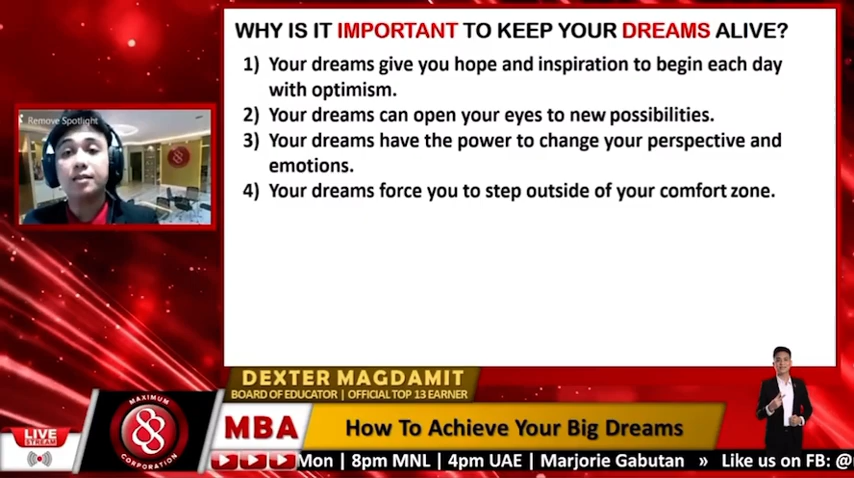 WHY IS IT IMPORTANT TO KEEP YOUR DREAMS ALIVE?
1) Your dreams give you hope and inspiration to begin each day
with optimism.
2) Your dreams can open your eyes to new possibilities.
3) Your dreams have the power to change your perspective and
emotions.
4) Your dreams force you to step outside of your comfort zone.
Remove Spotlight
88
DEXTER MAGDAMIT
BOARD OF EDUCATOR | OFFICIAL TOP 13 EARNER
MAXIMUM
88
CORPORATION
LIVE
STREAM
MBA
How To Achieve Your Big Dreams
Mon | 8pm MNL | 4pm UAE | Marjorie Gabutan » Like us on FB: @